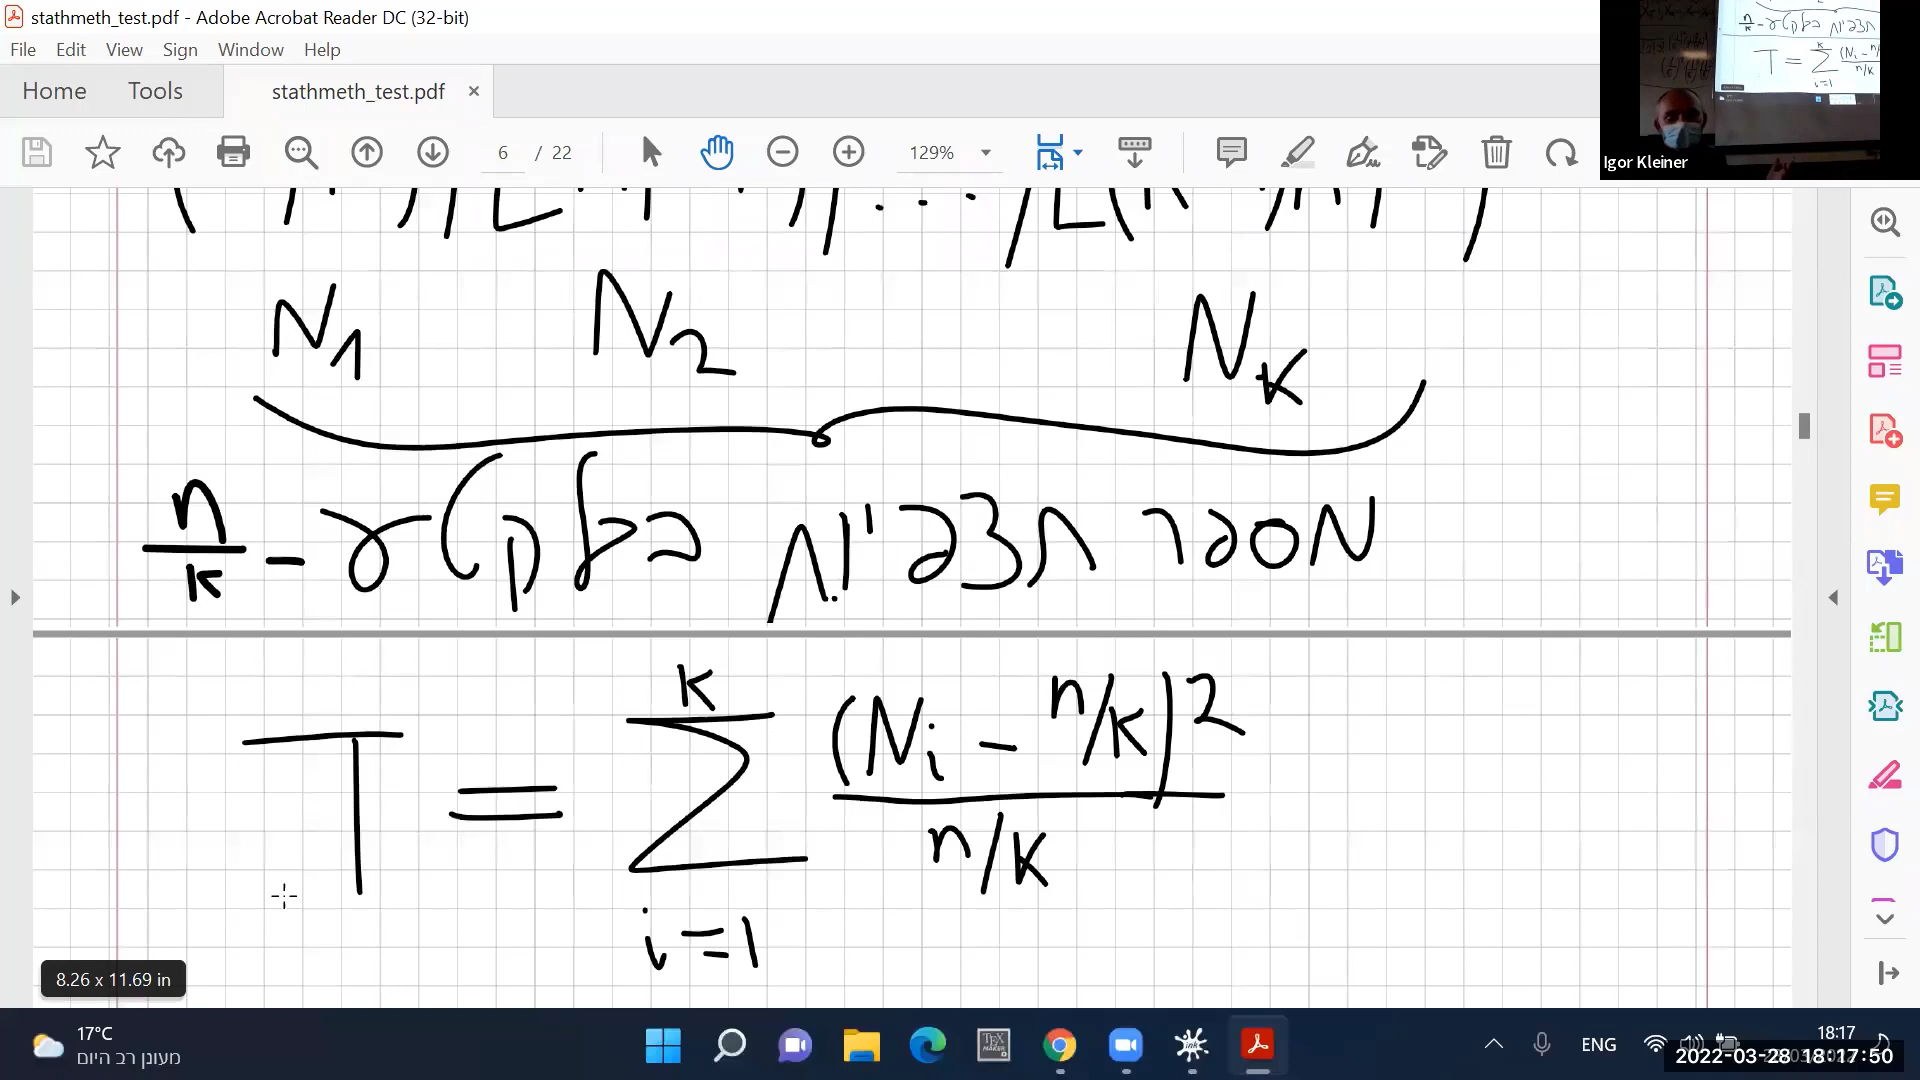 stathmeth_test.pdf - Adobe Acrobat Reader DC (32-bit)
File Edit View Sign Window Help
Home Tools stathmeth_test.pdf ×
6 / 22 129%
Igor Kleiner
N₁ N₂ N_K
מספר תצפיות בכל קטע - n/k
T = Σ_{i=1}^{k} (N_i - n/k)² / (n/k)
8.26 x 11.69 in
17°C
מעונן רב היום
ENG
18:17
2022-03-28 18:17:50